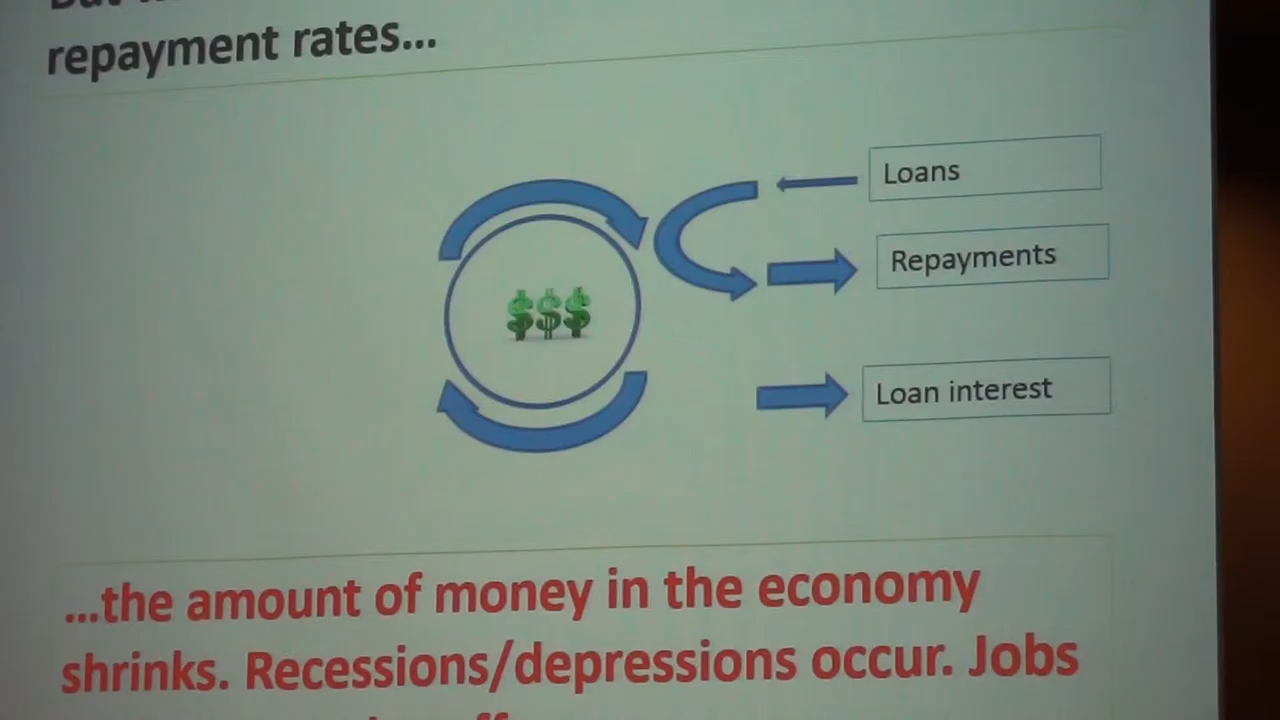 repayment rates...
Loans
Repayments
$$$
Loan interest
...the amount of money in the economy
shrinks. Recessions/depressions occur. Jobs